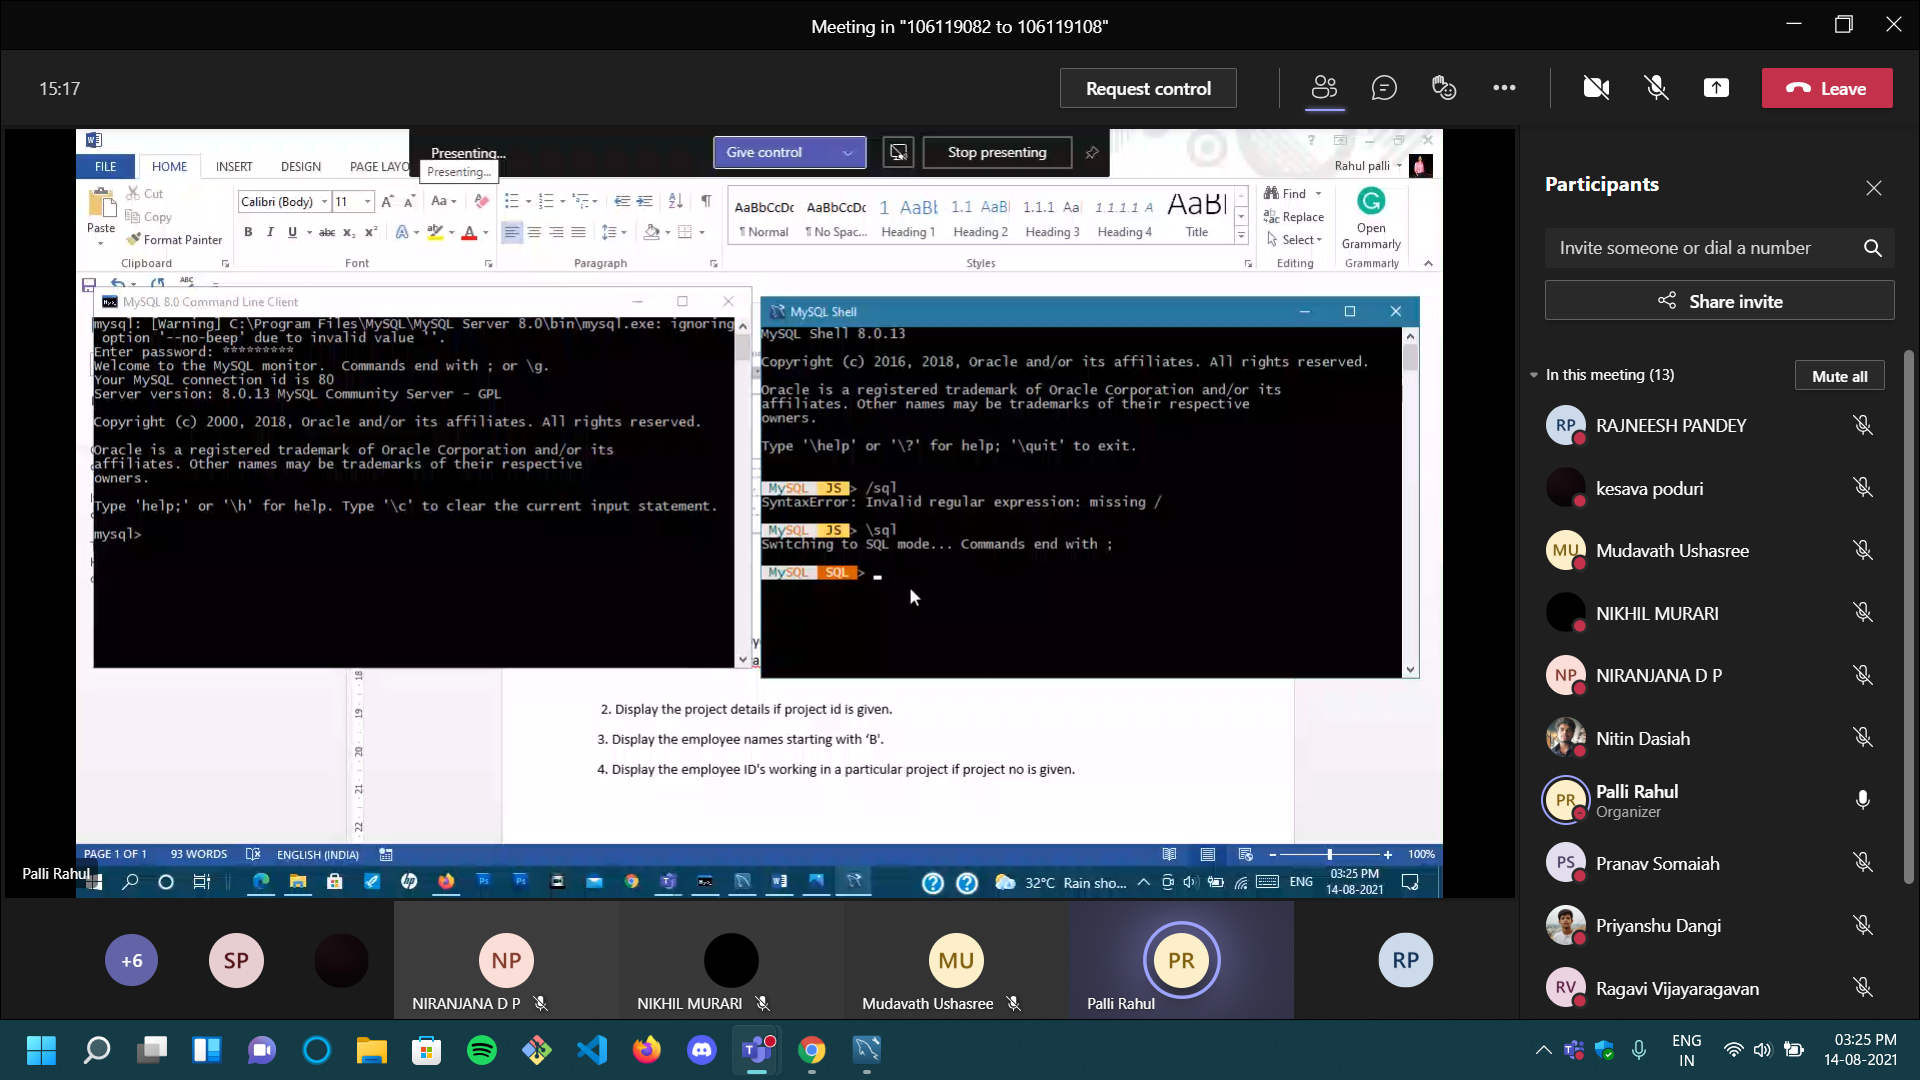 Meeting in "106119082 to 106119108"
15:17
Request control
Leave
Presenting...
Presenting...
Give control
Stop presenting
FILE
HOME
INSERT
DESIGN
PAGE LAYO
Rahul palli
Paste
Cut
Copy
Format Painter
Clipboard
Calibri (Body)
11
Font
Paragraph
AaBbCcDc
¶ Normal
AaBbCcDc
¶ No Spac...
1 AaBl
Heading 1
1.1 AaBl
Heading 2
1.1.1 Aa
Heading 3
1.1.1.1 A
Heading 4
AaBl
Title
Styles
Find
Replace
Select
Editing
Open
Grammarly
Grammarly
MySQL 8.0 Command Line Client
mysql: [Warning] C:\Program Files\MySQL\MySQL Server 8.0\bin\mysql.exe: ignoring
option '--no-beep' due to invalid value ''.
Enter password: *********
Welcome to the MySQL monitor.  Commands end with ; or \g.
Your MySQL connection id is 80
Server version: 8.0.13 MySQL Community Server - GPL
Copyright (c) 2000, 2018, Oracle and/or its affiliates. All rights reserved.
Oracle is a registered trademark of Oracle Corporation and/or its
affiliates. Other names may be trademarks of their respective
owners.
Type 'help;' or '\h' for help. Type '\c' to clear the current input statement.
mysql>
MySQL Shell
MySQL Shell 8.0.13
Copyright (c) 2016, 2018, Oracle and/or its affiliates. All rights reserved.
Oracle is a registered trademark of Oracle Corporation and/or its
affiliates. Other names may be trademarks of their respective
owners.
Type '\help' or '\?' for help; '\quit' to exit.
MySQL JS > /sql
SyntaxError: Invalid regular expression: missing /
MySQL JS > \sql
Switching to SQL mode... Commands end with ;
MySQL SQL > _
18
19
20
21
22
2. Display the project details if project id is given.
3. Display the employee names starting with 'B'.
4. Display the employee ID's working in a particular project if project no is given.
PAGE 1 OF 1
93 WORDS
ENGLISH (INDIA)
100%
Palli Rahul
32°C Rain sho...
ENG
03:25 PM
14-08-2021
+6
SP
NP
NIRANJANA D P
NIKHIL MURARI
MU
Mudavath Ushasree
PR
Palli Rahul
RP
Participants
Invite someone or dial a number
Share invite
In this meeting (13)
Mute all
RP
RAJNEESH PANDEY
kesava poduri
MU
Mudavath Ushasree
NIKHIL MURARI
NP
NIRANJANA D P
Nitin Dasiah
PR
Palli Rahul
Organizer
PS
Pranav Somaiah
Priyanshu Dangi
RV
Ragavi Vijayaragavan
ENG
IN
03:25 PM
14-08-2021